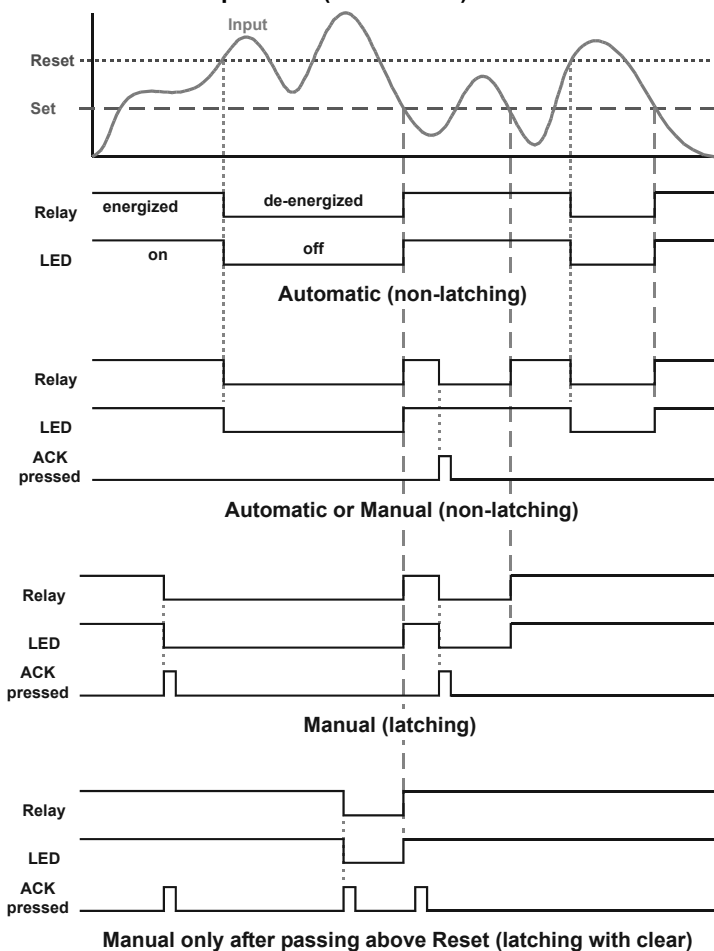 Input
Reset
Set
Relay
energized
de-energized
LED
on
off
Automatic (non-latching)
Relay
LED
ACK
pressed
Automatic or Manual (non-latching)
Relay
LED
ACK
pressed
Manual (latching)
Relay
LED
ACK
pressed
Manual only after passing above Reset (latching with clear)